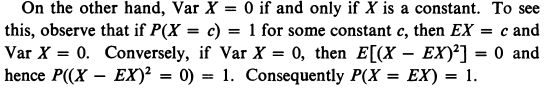 On the other hand, Var X = 0 if and only if X is a constant. To see
this, observe that if P(X = c) = 1 for some constant c, then EX = c and
Var X = 0. Conversely, if Var X = 0, then E[(X − EX)²] = 0 and
hence P((X − EX)² = 0) = 1. Consequently P(X = EX) = 1.